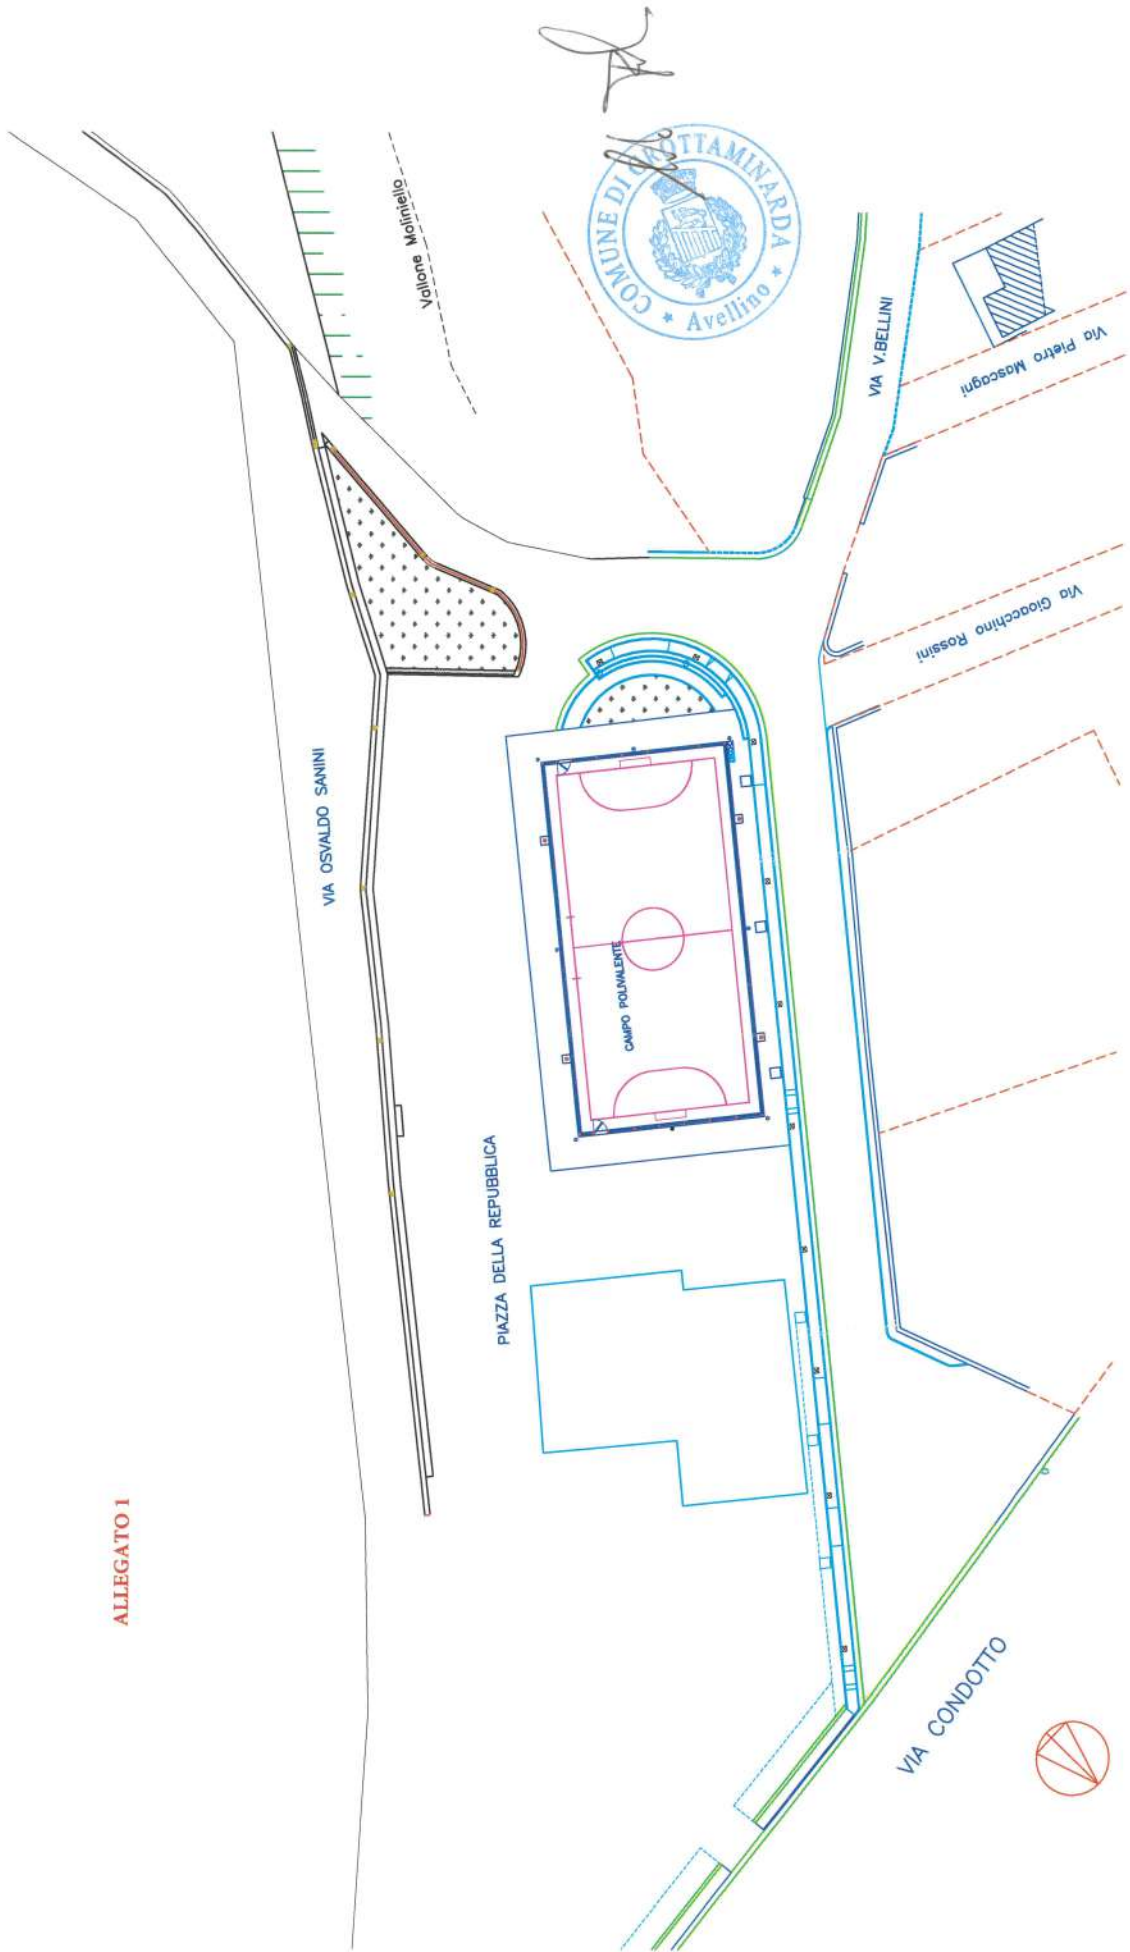 ALLEGATO 1
VIA OSVALDO SANINI
Vallone Moliniello
COMUNE DI GROTTAMINARDA
★ Avellino ★
PIAZZA DELLA REPUBBLICA
CAMPO POLIVALENTE
VIA V.BELLINI
Via Pietro Mascagni
Via Gioacchino Rossini
VIA CONDOTTO